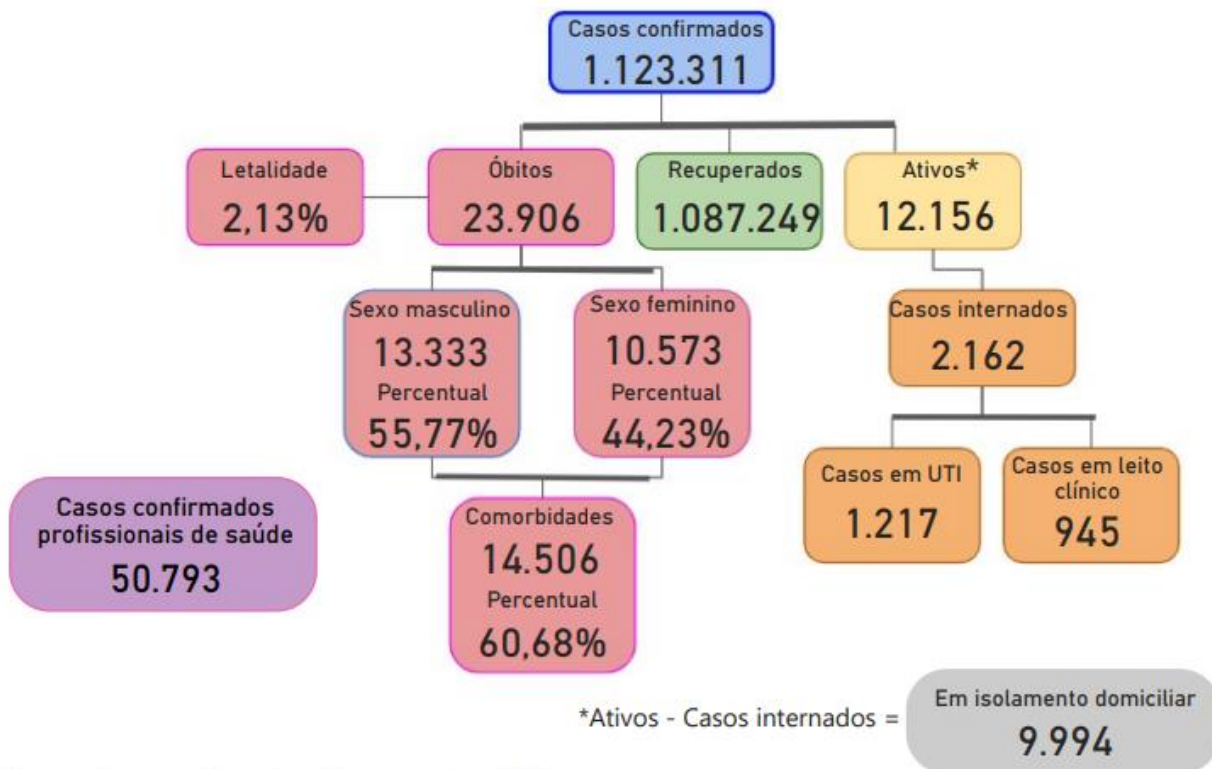 Casos confirmados
1.123.311
Letalidade
2,13%
Óbitos
23.906
Recuperados
1.087.249
Ativos*
12.156
Sexo masculino
13.333
Percentual
55,77%
Sexo feminino
10.573
Percentual
44,23%
Casos internados
2.162
Casos em UTI
1.217
Casos em leito
clínico
945
Casos confirmados
profissionais de saúde
50.793
Comorbidades
14.506
Percentual
60,68%
*Ativos - Casos internados =
Em isolamento domiciliar
9.994